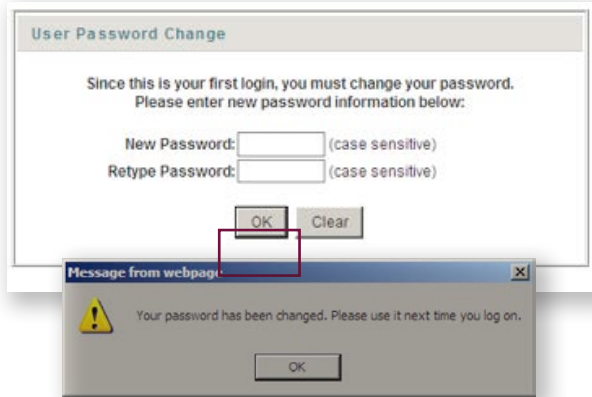 User Password Change
Since this is your first login, you must change your password.
Please enter new password information below:
New Password: (case sensitive)
Retype Password: (case sensitive)
OK Clear
Message from webpage
Your password has been changed. Please use it next time you log on.
OK